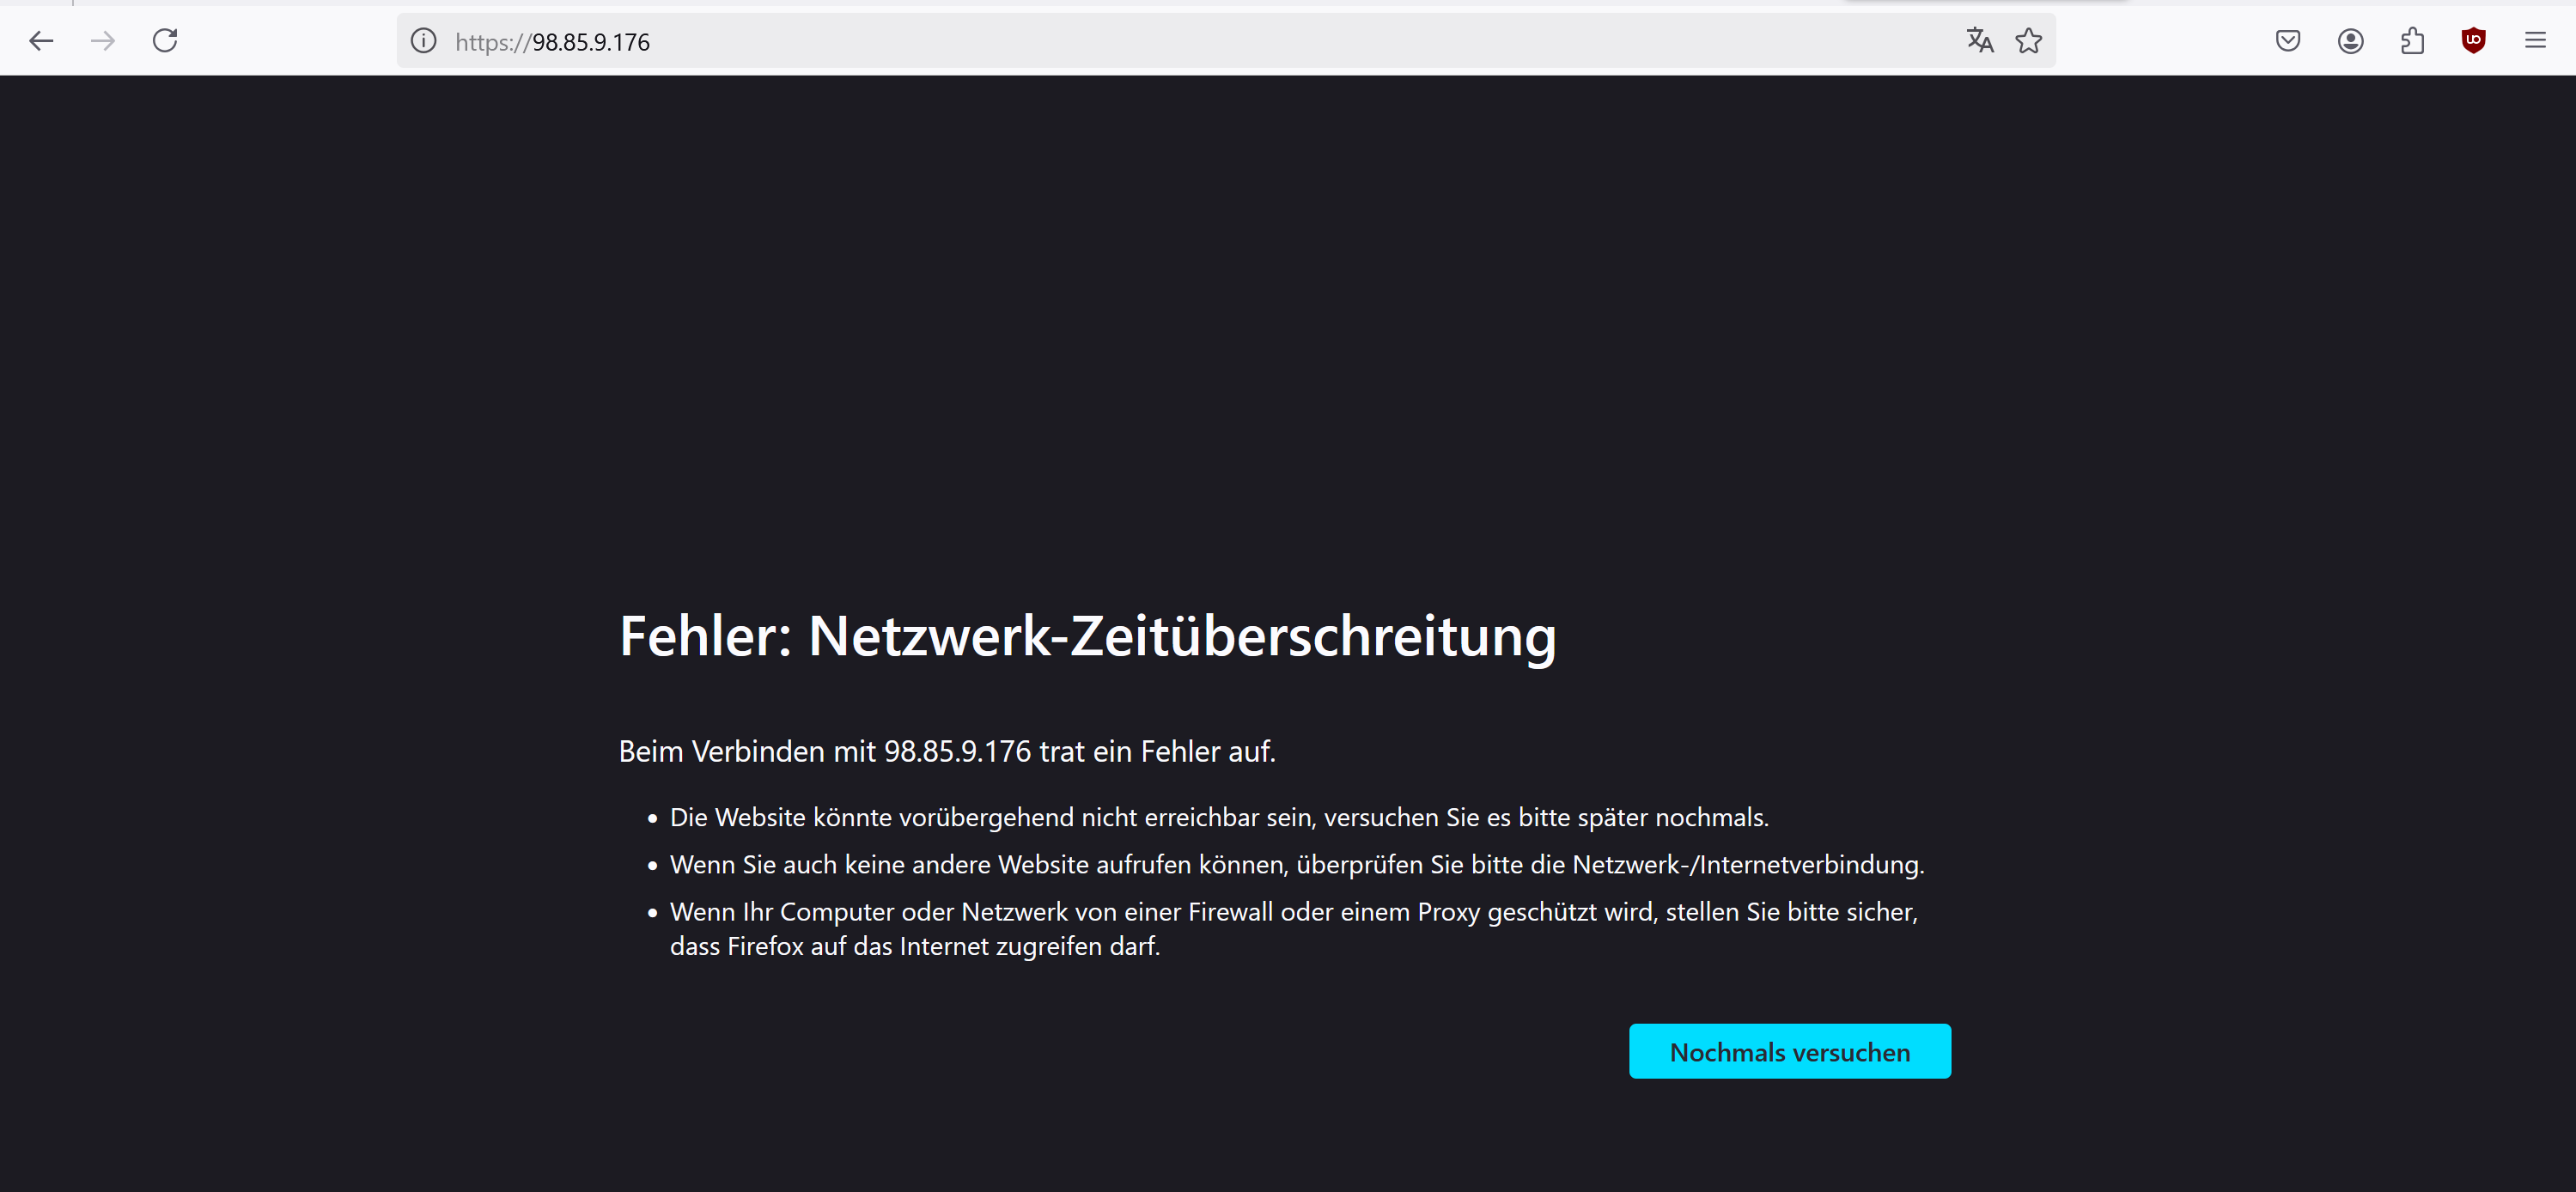 https://98.85.9.176
Fehler: Netzwerk-Zeitüberschreitung
Beim Verbinden mit 98.85.9.176 trat ein Fehler auf.
• Die Website könnte vorübergehend nicht erreichbar sein, versuchen Sie es bitte später nochmals.
• Wenn Sie auch keine andere Website aufrufen können, überprüfen Sie bitte die Netzwerk-/Internetverbindung.
• Wenn Ihr Computer oder Netzwerk von einer Firewall oder einem Proxy geschützt wird, stellen Sie bitte sicher,
dass Firefox auf das Internet zugreifen darf.
Nochmals versuchen